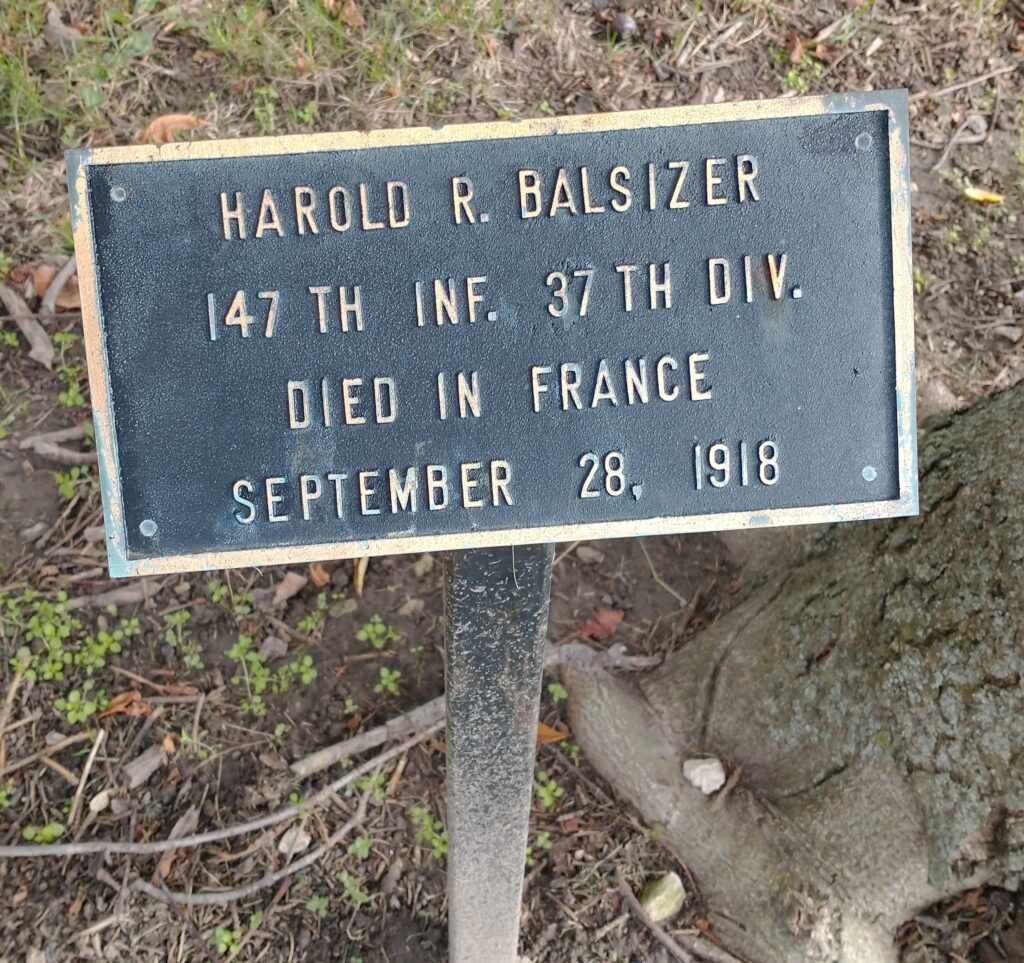 HAROLD R. BALSIZER
147 TH INF. 37 TH DIV.
DIED IN FRANCE
SEPTEMBER 28, 1918